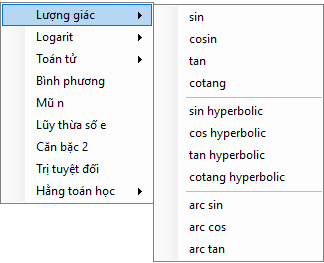 Lượng giác
Logarit
Toán tử
Bình phương
Mũ n
Lũy thừa số e
Căn bậc 2
Trị tuyệt đối
Hằng toán học
sin
cosin
tan
cotang
sin hyperbolic
cos hyperbolic
tan hyperbolic
cotang hyperbolic
arc sin
arc cos
arc tan